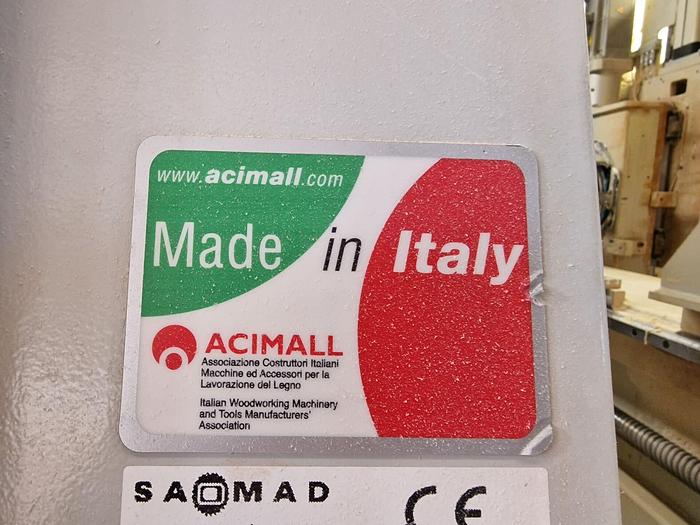 www.acimall.com
Made in Italy
ACIMALL
Associazione Costruttori Italiani
Macchine ed Accessori per la
Lavorazione del Legno
Italian Woodworking Machinery
and Tools Manufacturers'
Association
SAOMAD
CE